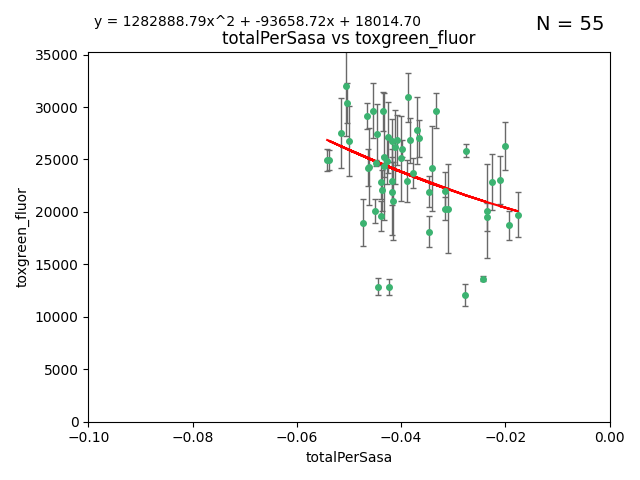 y = 1282888.79x^2 + -93658.72x + 18014.70
N = 55
totalPerSasa vs toxgreen_fluor
35000
30000
25000
20000
15000
10000
5000
0
toxgreen_fluor
−0.10 −0.08 −0.06 −0.04 −0.02 0.00
totalPerSasa